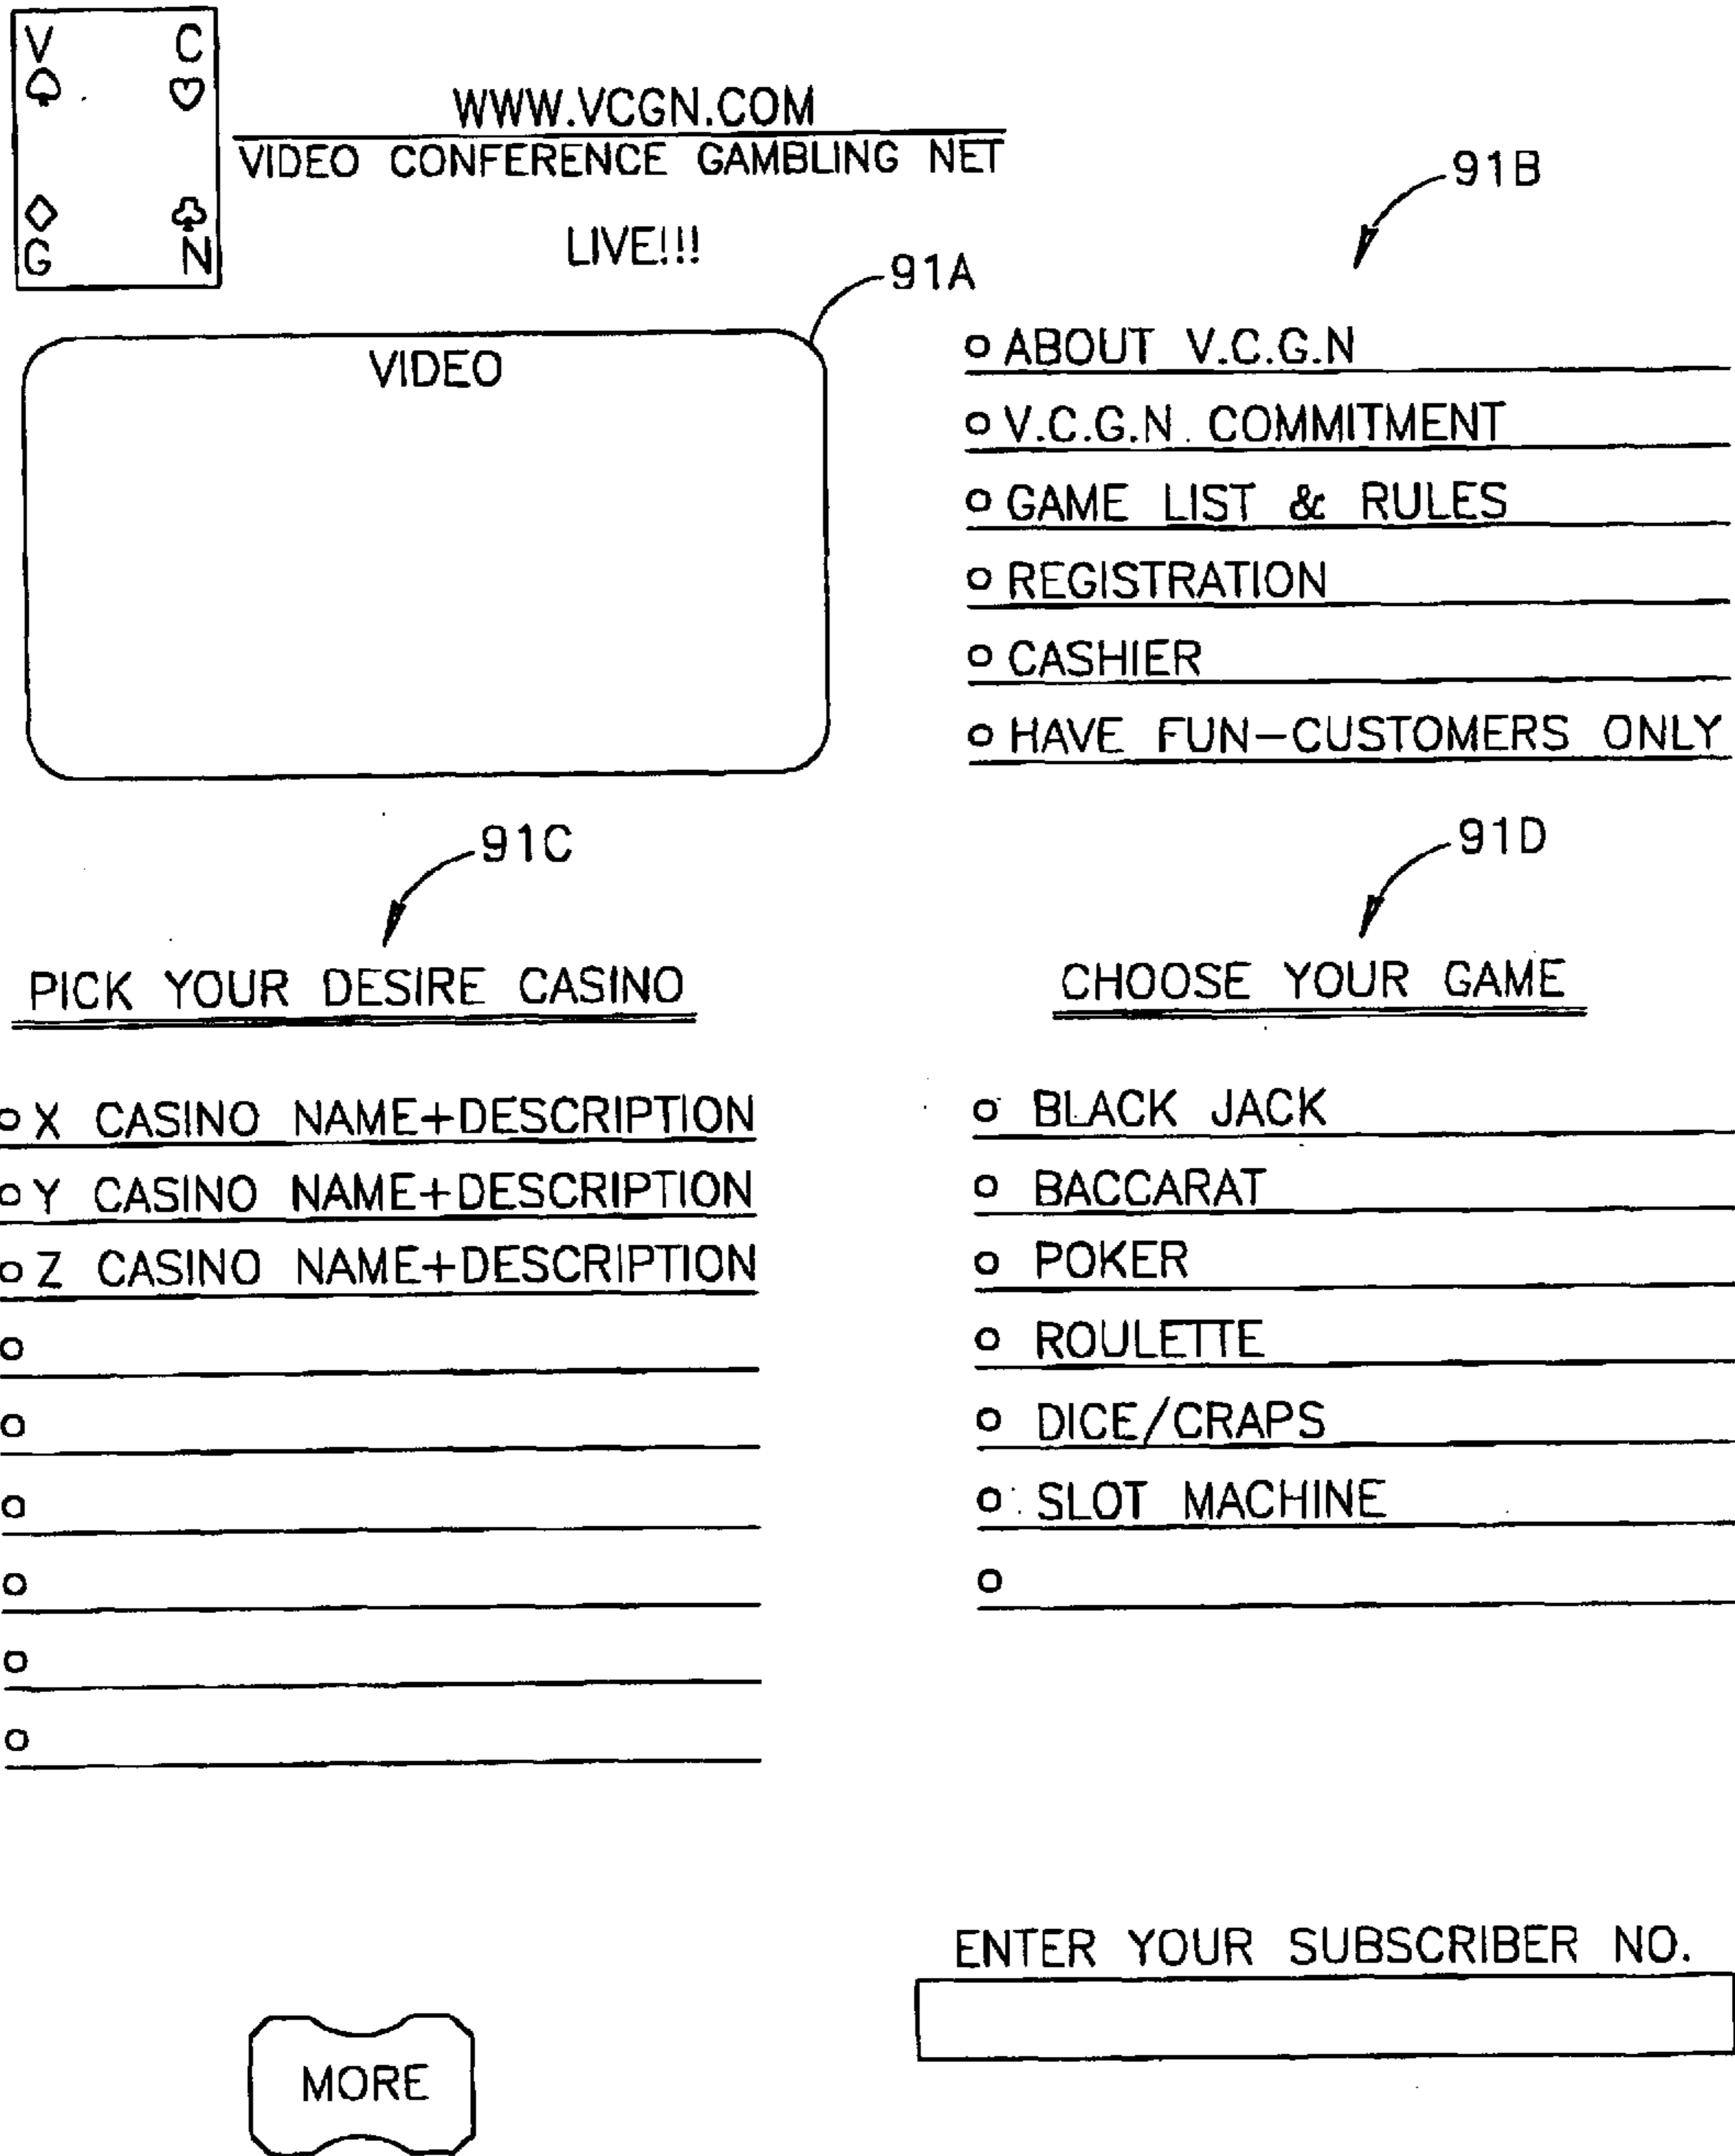 V C
G N
WWW.VCGN.COM
VIDEO CONFERENCE GAMBLING NET
LIVE!!!
91A
VIDEO
91B
ABOUT V.C.G.N
V.C.G.N. COMMITMENT
GAME LIST & RULES
REGISTRATION
CASHIER
HAVE FUN-CUSTOMERS ONLY
91C
PICK YOUR DESIRE CASINO
X CASINO NAME+DESCRIPTION
Y CASINO NAME+DESCRIPTION
Z CASINO NAME+DESCRIPTION
91D
CHOOSE YOUR GAME
BLACK JACK
BACCARAT
POKER
ROULETTE
DICE/CRAPS
SLOT MACHINE
ENTER YOUR SUBSCRIBER NO.
MORE